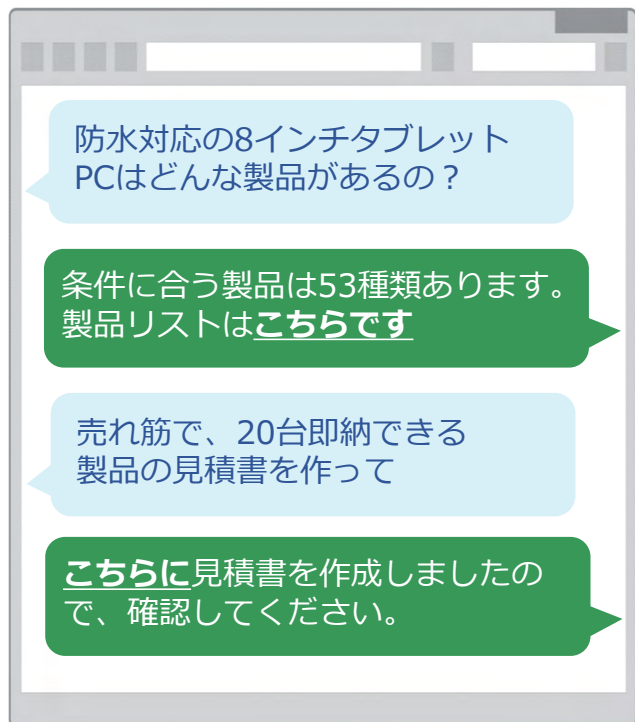 防水対応の8インチタブレット
PCはどんな製品があるの？
条件に合う製品は53種類あります。
製品リストはこちらです
売れ筋で、20台即納できる
製品の見積書を作って
こちらに見積書を作成しましたの
で、確認してください。